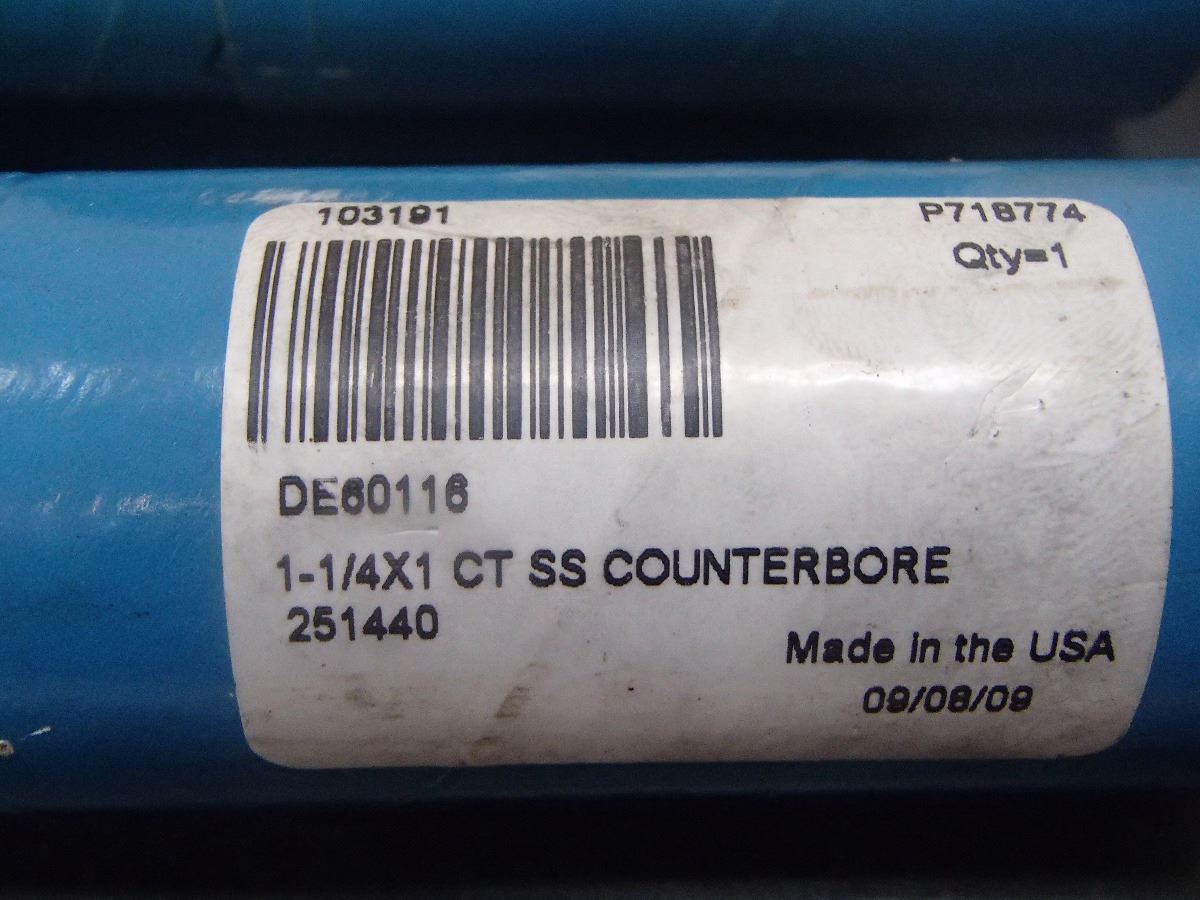 103191
P718774
Qty=1
DE60116
1-1/4X1 CT SS COUNTERBORE
251440
Made in the USA
09/08/09